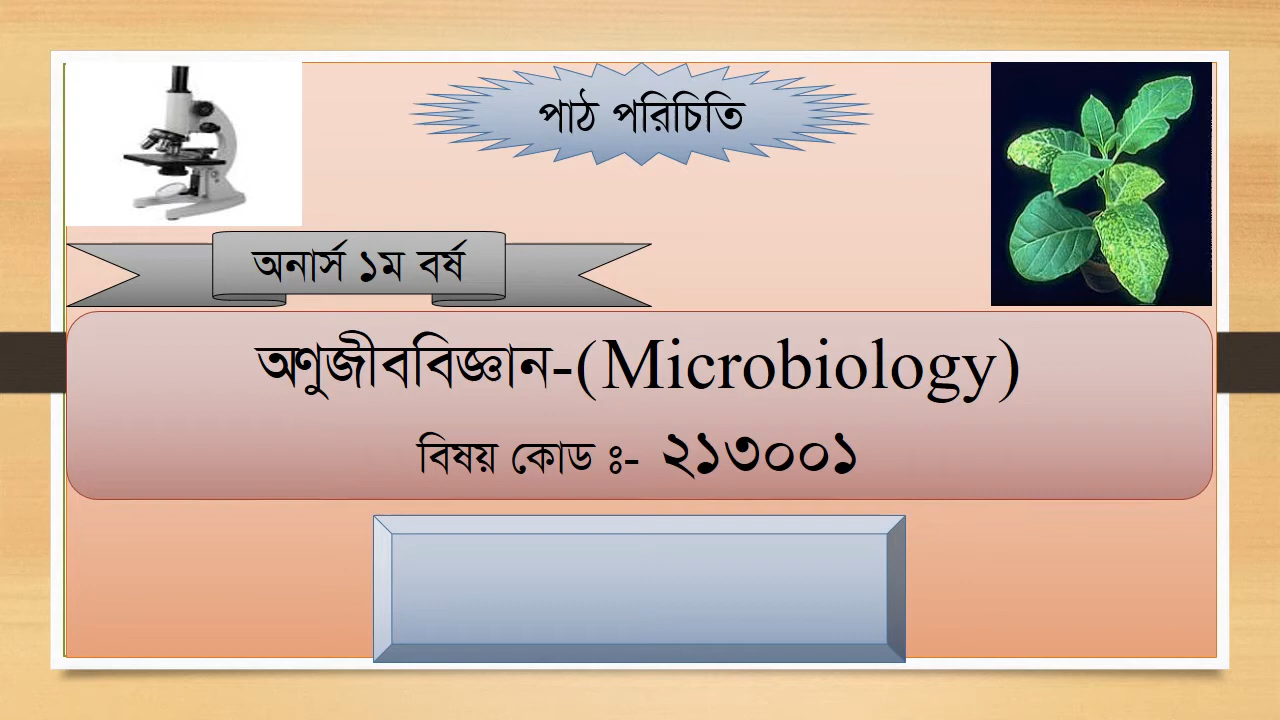 পাঠ পরিচিতি
অনার্স ১ম বর্ষ
অণুজীববিজ্ঞান-(Microbiology)
বিষয় কোড ঃ- ২১৩০০১